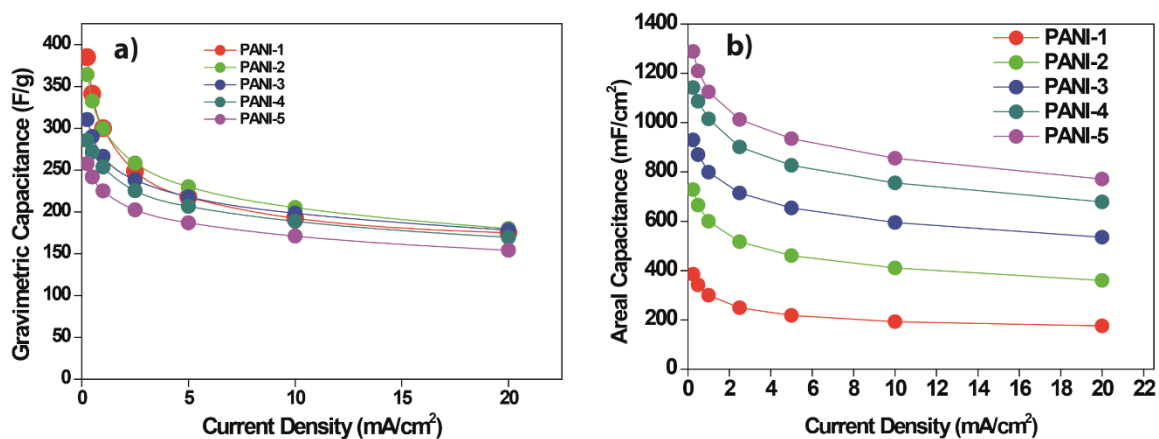 a)
PANI-1
PANI-2
PANI-3
PANI-4
PANI-5
400
350
300
250
200
150
100
50
0
Gravimetric Capacitance (F/g)
0 5 10 15 20
Current Density (mA/cm²)
b)
PANI-1
PANI-2
PANI-3
PANI-4
PANI-5
1400
1200
1000
800
600
400
200
0
Areal Capacitance (mF/cm²)
0 2 4 6 8 10 12 14 16 18 20 22
Current Density (mA/cm²)